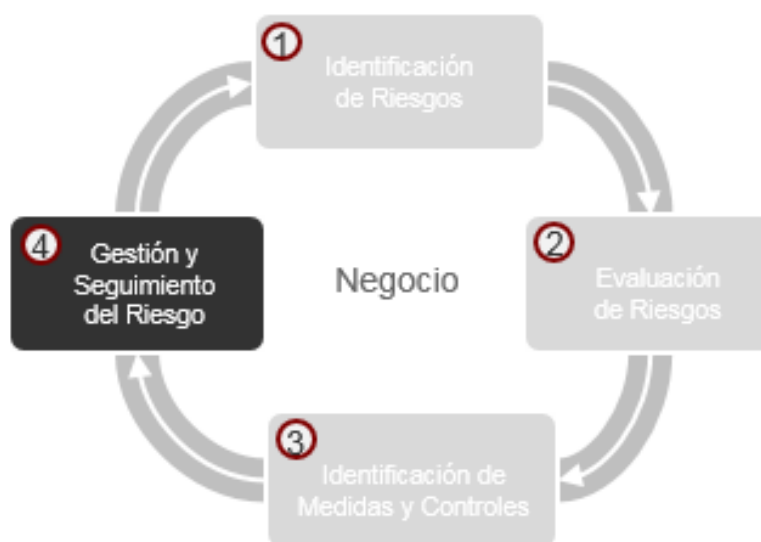 1
Identificación
de Riesgos
2
Evaluación
de Riesgos
3
Identificación de
Medidas y Controles
4
Gestión y
Seguimiento
del Riesgo
Negocio